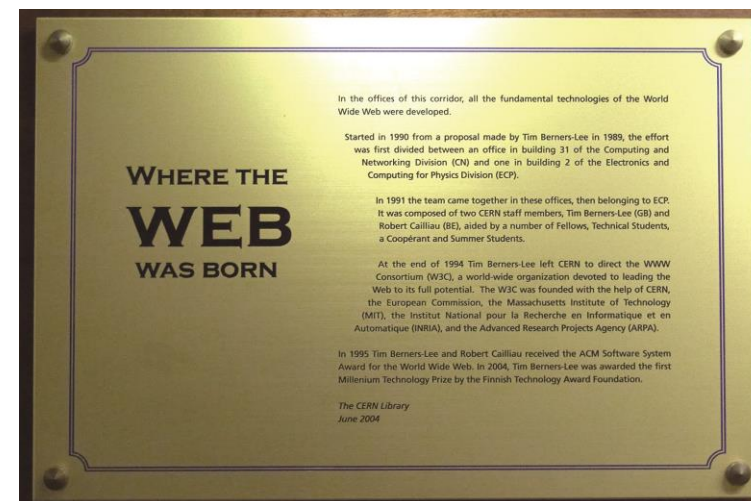 WHERE THE
WEB
WAS BORN
In the offices of this corridor, all the fundamental technologies of the World
Wide Web were developed.
Started in 1990 from a proposal made by Tim Berners-Lee in 1989, the effort
was first divided between an office in building 31 of the Computing and
Networking Division (CN) and one in building 2 of the Electronics and
Computing for Physics Division (ECP).
In 1991 the team came together in these offices, then belonging to ECP.
It was composed of two CERN staff members, Tim Berners-Lee (GB) and
Robert Cailliau (BE), aided by a number of Fellows, Technical Students,
a Coopérant and Summer Students.
At the end of 1994 Tim Berners-Lee left CERN to direct the WWW
Consortium (W3C), a world-wide organization devoted to leading the
Web to its full potential. The W3C was founded with the help of CERN,
the European Commission, the Massachusetts Institute of Technology
(MIT), the Institut National pour la Recherche en Informatique et en
Automatique (INRIA), and the Advanced Research Projects Agency (ARPA).
In 1995 Tim Berners-Lee and Robert Cailliau received the ACM Software System
Award for the World Wide Web. In 2004, Tim Berners-Lee was awarded the first
Millenium Technology Prize by the Finnish Technology Award Foundation.
The CERN Library
June 2004